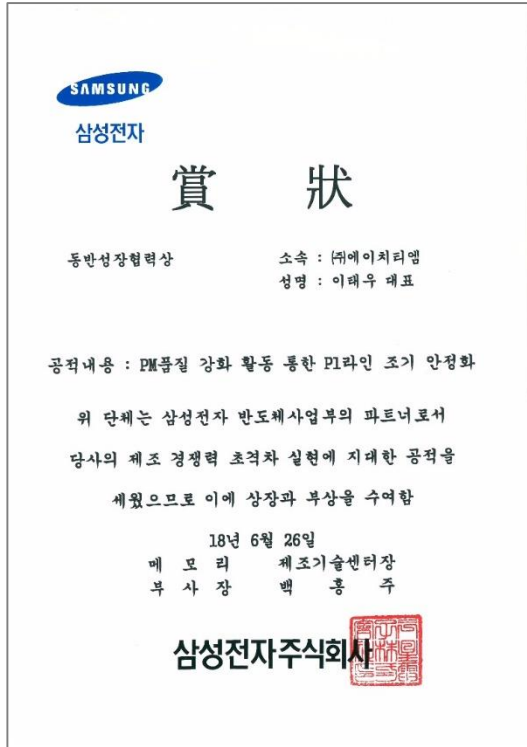 SAMSUNG
삼성전자
賞 狀
동반성장협력상
소속 : ㈜에이치티엠
성명 : 이태우 대표
공적내용 : PM품질 강화 활동 통한 P1라인 조기 안정화
위 단체는 삼성전자 반도체사업부의 파트너로서
당사의 제조 경쟁력 초격차 실현에 지대한 공적을
세웠으므로 이에 상장과 부상을 수여함
18년 6월 26일
메 모 리 제조기술센터장
부 사 장 백 홍 주
삼성전자주식회사